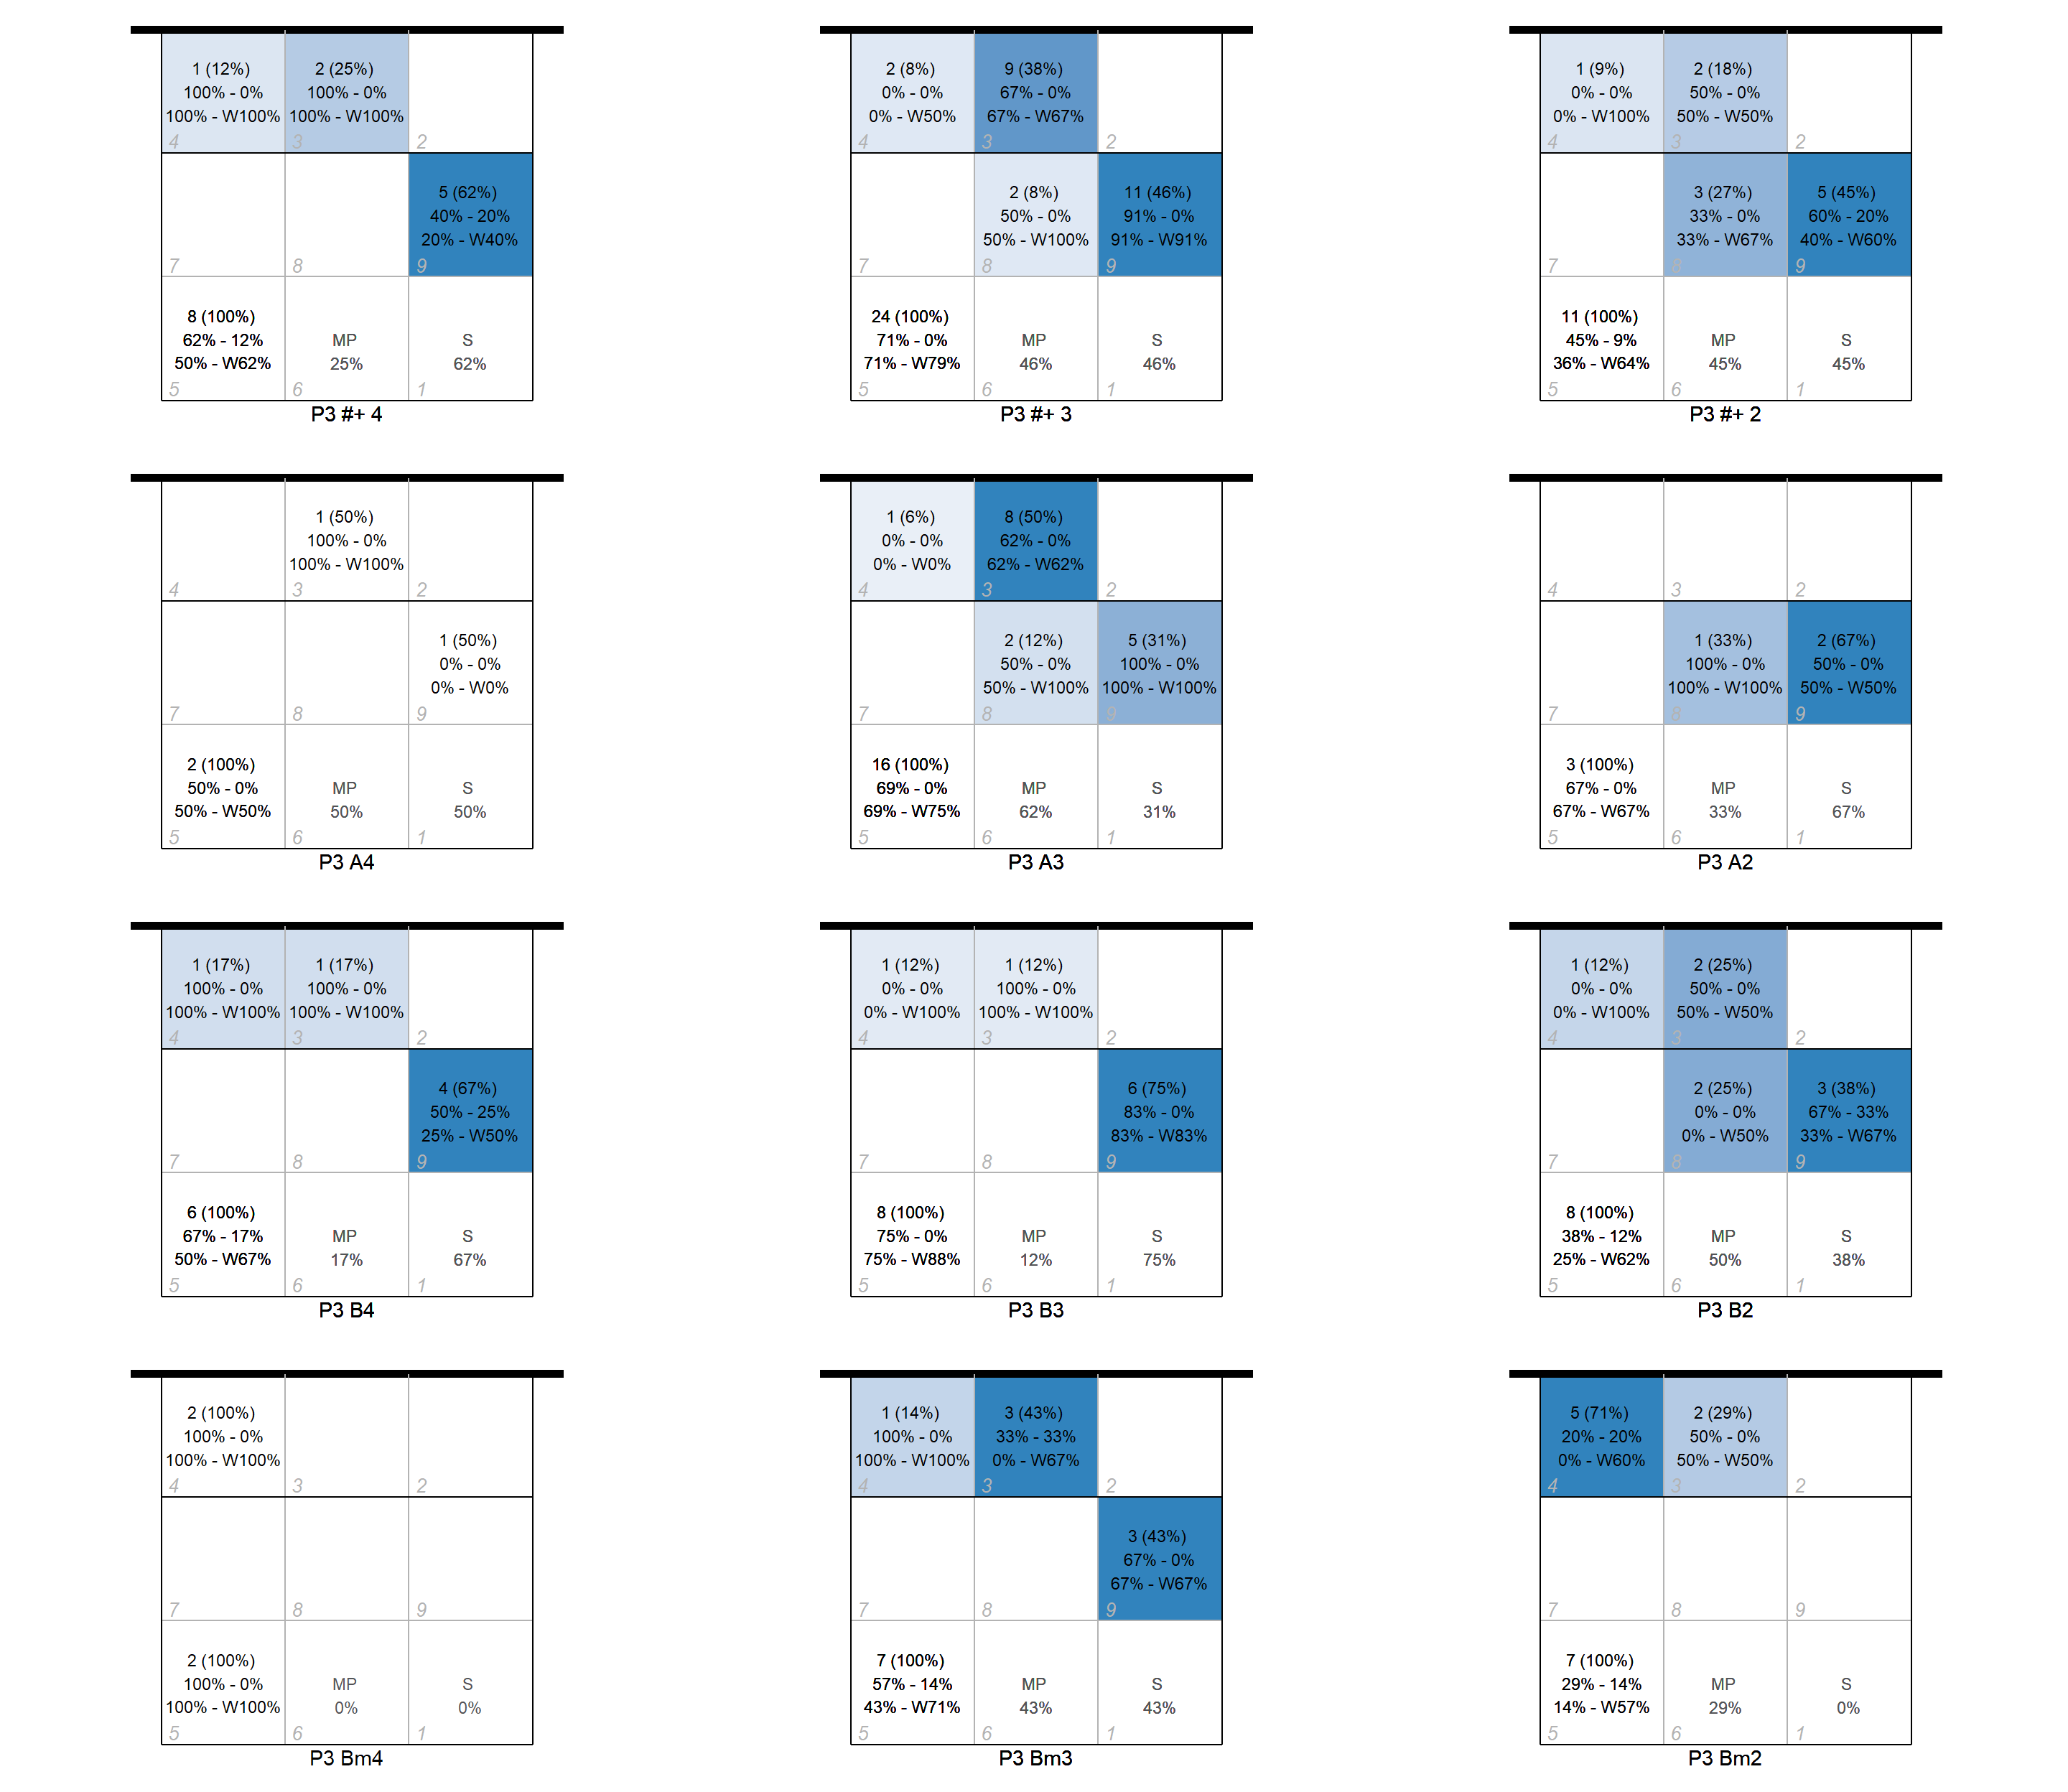 1 (12%)
100% - 0%
100% - W100%
4
2 (25%)
100% - 0%
100% - W100%
3
2
7
8
5 (62%)
40% - 20%
20% - W40%
9
8 (100%)
62% - 12%
50% - W62%
5
MP
25%
6
S
62%
1
P3 #+ 4
2 (8%)
0% - 0%
0% - W50%
4
9 (38%)
67% - 0%
67% - W67%
3
2
7
2 (8%)
50% - 0%
50% - W100%
8
11 (46%)
91% - 0%
91% - W91%
9
24 (100%)
71% - 0%
71% - W79%
5
MP
46%
6
S
46%
1
P3 #+ 3
1 (9%)
0% - 0%
0% - W100%
4
2 (18%)
50% - 0%
50% - W50%
3
2
7
3 (27%)
33% - 0%
33% - W67%
8
5 (45%)
60% - 20%
40% - W60%
9
11 (100%)
45% - 9%
36% - W64%
5
MP
45%
6
S
45%
1
P3 #+ 2
4
1 (50%)
100% - 0%
100% - W100%
3
2
7
8
1 (50%)
0% - 0%
0% - W0%
9
2 (100%)
50% - 0%
50% - W50%
5
MP
50%
6
S
50%
1
P3 A4
1 (6%)
0% - 0%
0% - W0%
4
8 (50%)
62% - 0%
62% - W62%
3
2
7
2 (12%)
50% - 0%
50% - W100%
8
5 (31%)
100% - 0%
100% - W100%
9
16 (100%)
69% - 0%
69% - W75%
5
MP
62%
6
S
31%
1
P3 A3
4
3
2
7
1 (33%)
100% - 0%
100% - W100%
8
2 (67%)
50% - 0%
50% - W50%
9
3 (100%)
67% - 0%
67% - W67%
5
MP
33%
6
S
67%
1
P3 A2
1 (17%)
100% - 0%
100% - W100%
4
1 (17%)
100% - 0%
100% - W100%
3
2
7
8
4 (67%)
50% - 25%
25% - W50%
9
6 (100%)
67% - 17%
50% - W67%
5
MP
17%
6
S
67%
1
P3 B4
1 (12%)
0% - 0%
0% - W100%
4
1 (12%)
100% - 0%
100% - W100%
3
2
7
8
6 (75%)
83% - 0%
83% - W83%
9
8 (100%)
75% - 0%
75% - W88%
5
MP
12%
6
S
75%
1
P3 B3
1 (12%)
0% - 0%
0% - W100%
4
2 (25%)
50% - 0%
50% - W50%
3
2
7
2 (25%)
0% - 0%
0% - W50%
8
3 (38%)
67% - 33%
33% - W67%
9
8 (100%)
38% - 12%
25% - W62%
5
MP
50%
6
S
38%
1
P3 B2
2 (100%)
100% - 0%
100% - W100%
4
3
2
7
8
9
2 (100%)
100% - 0%
100% - W100%
5
MP
0%
6
S
0%
1
P3 Bm4
1 (14%)
100% - 0%
100% - W100%
4
3 (43%)
33% - 33%
0% - W67%
3
2
7
8
3 (43%)
67% - 0%
67% - W67%
9
7 (100%)
57% - 14%
43% - W71%
5
MP
43%
6
S
43%
1
P3 Bm3
5 (71%)
20% - 20%
0% - W60%
4
2 (29%)
50% - 0%
50% - W50%
3
2
7
8
9
7 (100%)
29% - 14%
14% - W57%
5
MP
29%
6
S
0%
1
P3 Bm2